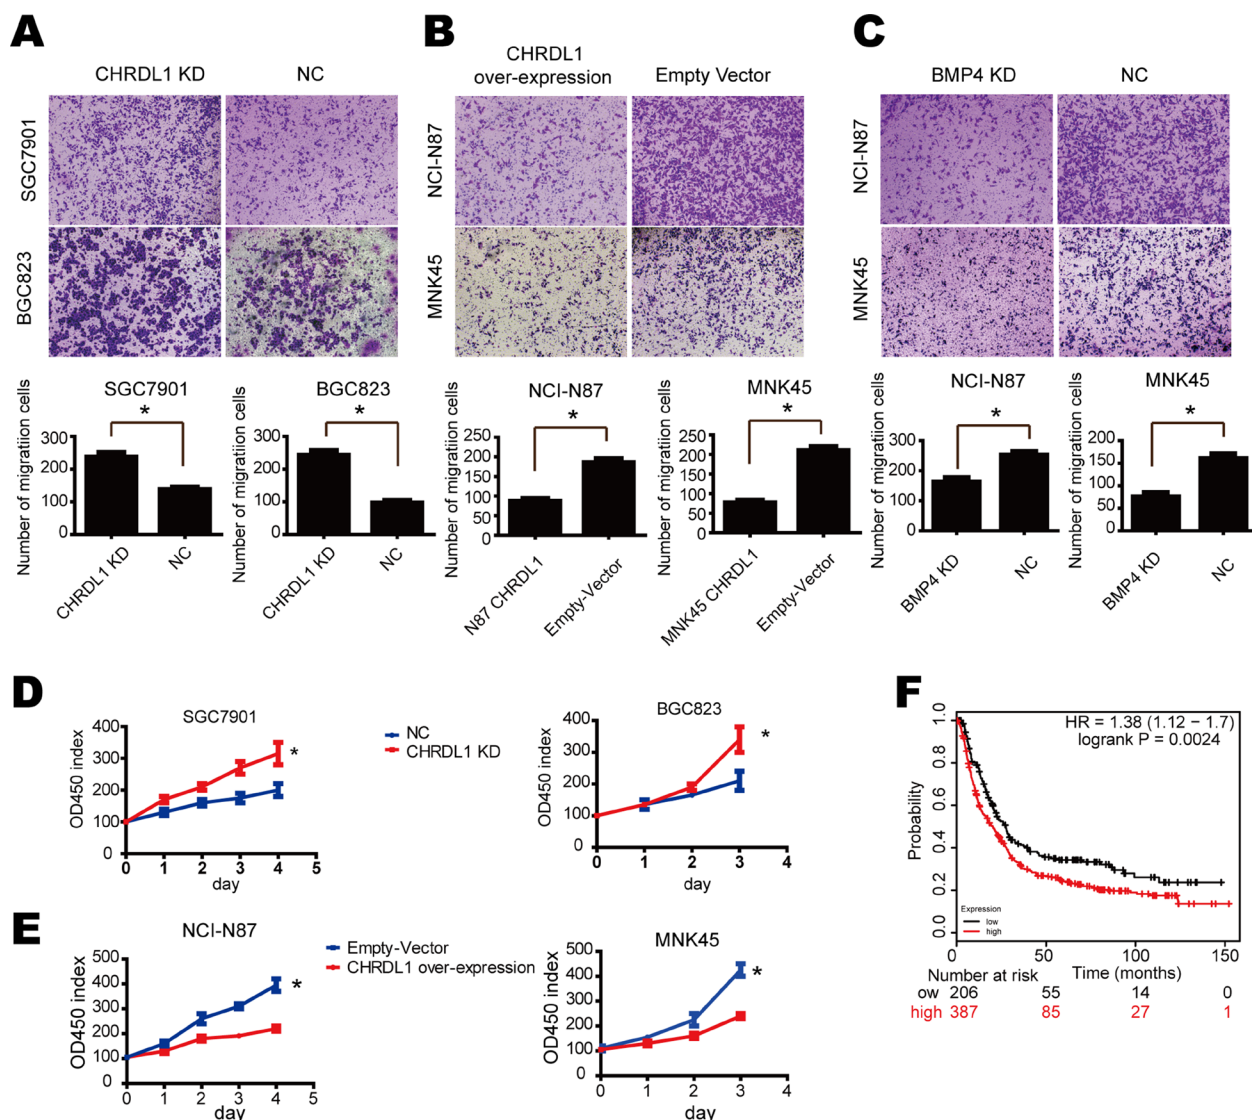 A
B
C
CHRDL1 KD
NC
CHRDL1
over-expression
Empty Vector
BMP4 KD
NC
SGC7901
BGC823
NCI-N87
MNK45
NCI-N87
MNK45
Number of migratiion cells
SGC7901
*
300
200
100
0
CHRDL1 KD
NC
Number of migratiion cells
BGC823
*
300
200
100
0
CHRDL1 KD
NC
Number of migratiion cells
NCI-N87
*
250
200
150
100
50
0
N87 CHRDL1
Empty-Vector
Number of migratiion cells
MNK45
*
250
200
150
100
50
0
MNK45 CHRDL1
Empty-Vector
Number of migratiion cells
NCI-N87
*
300
200
100
0
BMP4 KD
NC
Number of migratiion cells
MNK45
*
200
150
100
50
0
BMP4 KD
NC
D
SGC7901
OD450 index
400
300
200
100
0
0 1 2 3 4 5
day
*
NC
CHRDL1 KD
BGC823
OD450 index
400
300
200
100
0
0 1 2 3 4
day
*
E
NCI-N87
OD450 index
500
400
300
200
100
0
0 1 2 3 4 5
day
*
Empty-Vector
CHRDL1 over-expression
MNK45
OD450 index
500
400
300
200
100
0
0 1 2 3 4
day
*
F
HR = 1.38 (1.12 − 1.7)
logrank P = 0.0024
Probability
1.0
0.8
0.6
0.4
0.2
0.0
Expression
low
high
0 50 100 150
Number at risk
Time (months)
ow 206 55 14 0
high 387 85 27 1